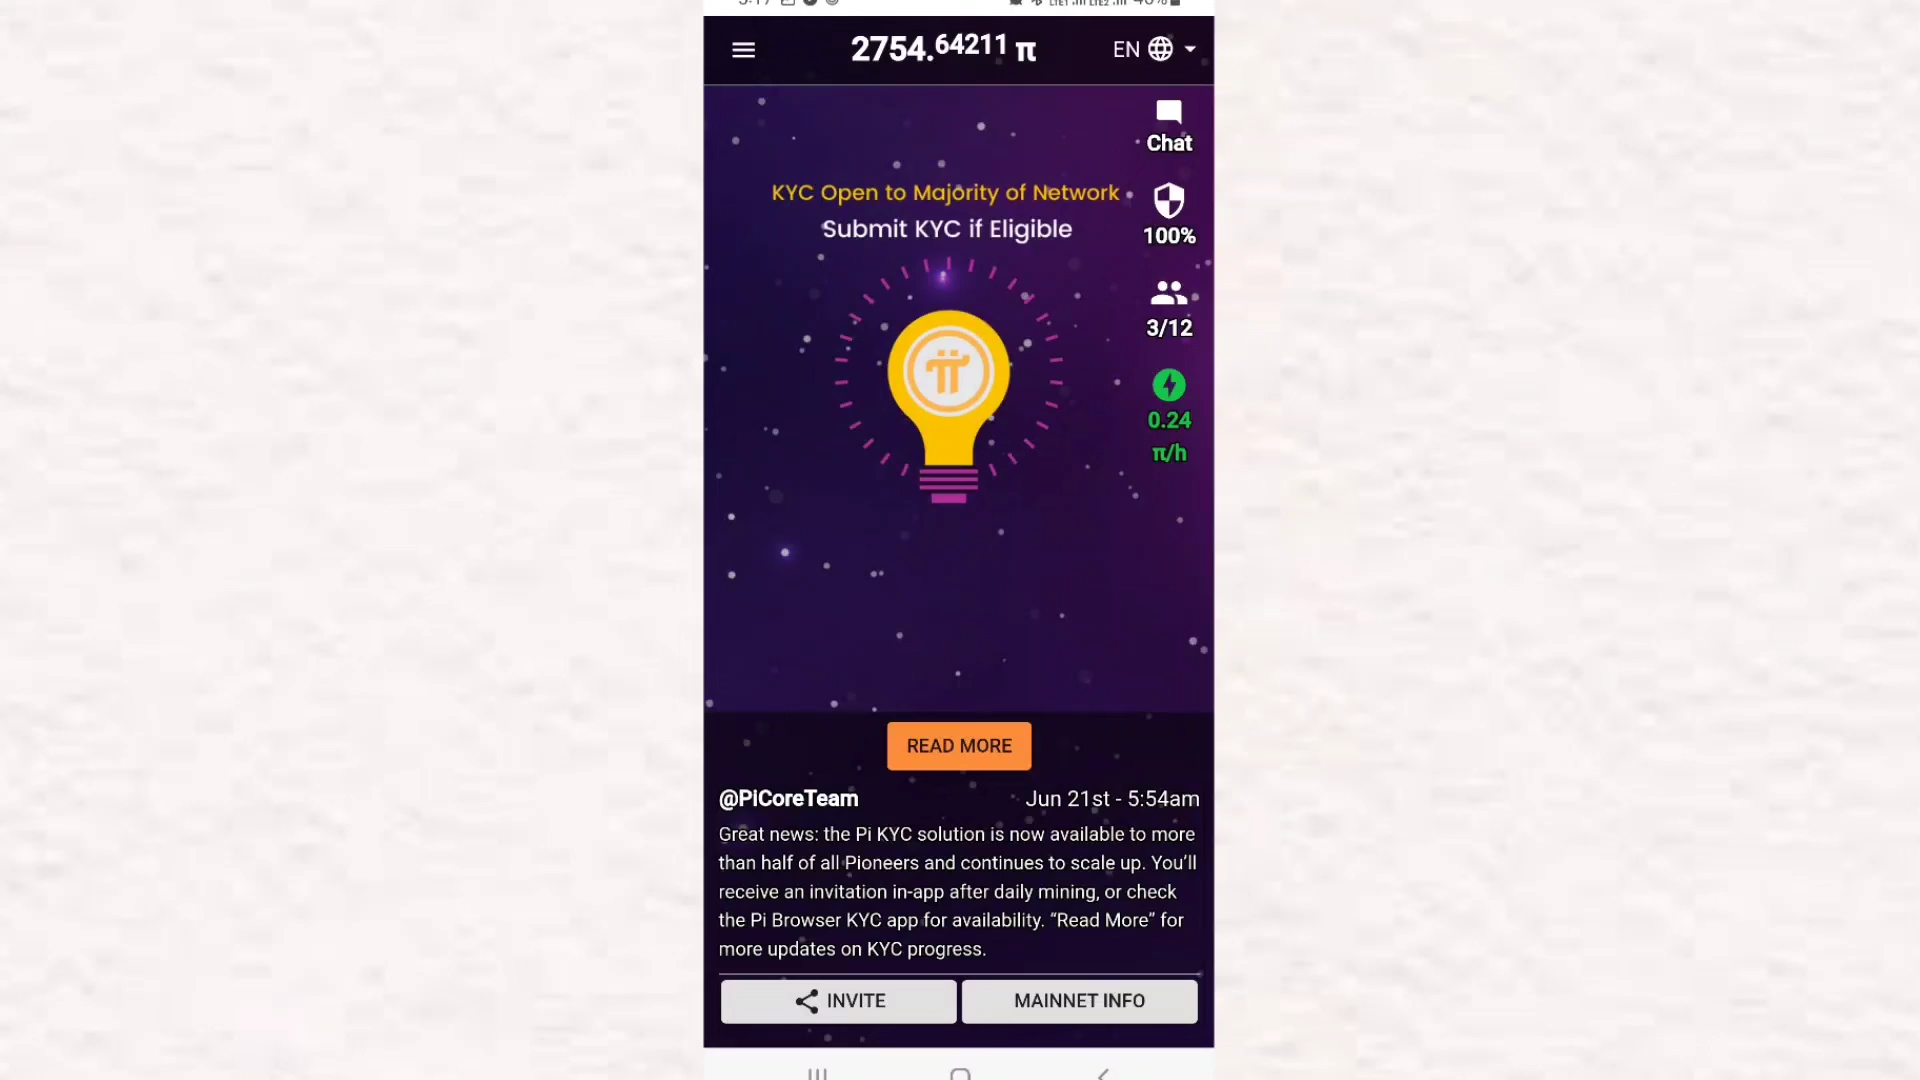 2754.64211 π
EN
Chat
KYC Open to Majority of Network
Submit KYC if Eligible
100%
3/12
0.24
π/h
READ MORE
@PiCoreTeam
Jun 21st - 5:54am
Great news: the Pi KYC solution is now available to more
than half of all Pioneers and continues to scale up. You’ll
receive an invitation in-app after daily mining, or check
the Pi Browser KYC app for availability. “Read More” for
more updates on KYC progress.
INVITE
MAINNET INFO